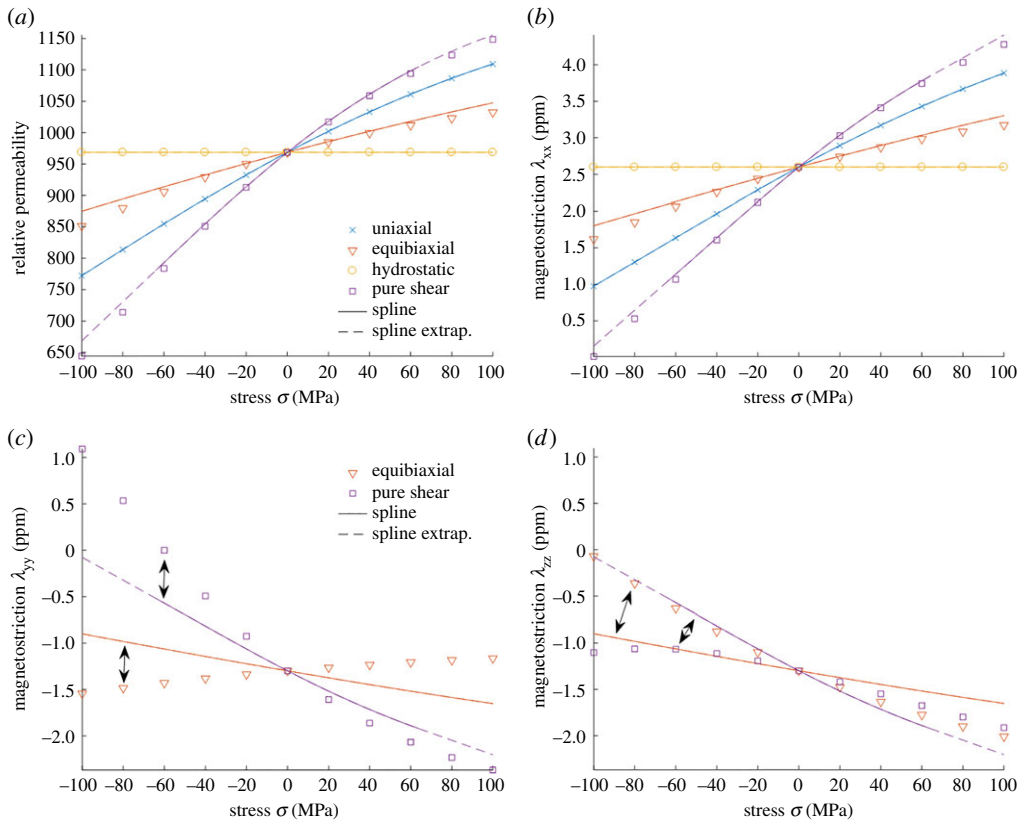 (a)
1150
1100
1050
1000
950
900
850
800
750
700
650
relative permeability
uniaxial
equibiaxial
hydrostatic
pure shear
spline
spline extrap.
–100 –80 –60 –40 –20 0 20 40 60 80 100
stress σ (MPa)
(b)
4.0
3.5
3.0
2.5
2.0
1.5
1.0
0.5
magnetostriction λxx (ppm)
–100 –80 –60 –40 –20 0 20 40 60 80 100
stress σ (MPa)
(c)
1.0
0.5
0
–0.5
–1.0
–1.5
–2.0
magnetostriction λyy (ppm)
equibiaxial
pure shear
spline
spline extrap.
–100 –80 –60 –40 –20 0 20 40 60 80 100
stress σ (MPa)
(d)
1.0
0.5
0
–0.5
–1.0
–1.5
–2.0
magnetostriction λzz (ppm)
–100 –80 –60 –40 –20 0 20 40 60 80 100
stress σ (MPa)